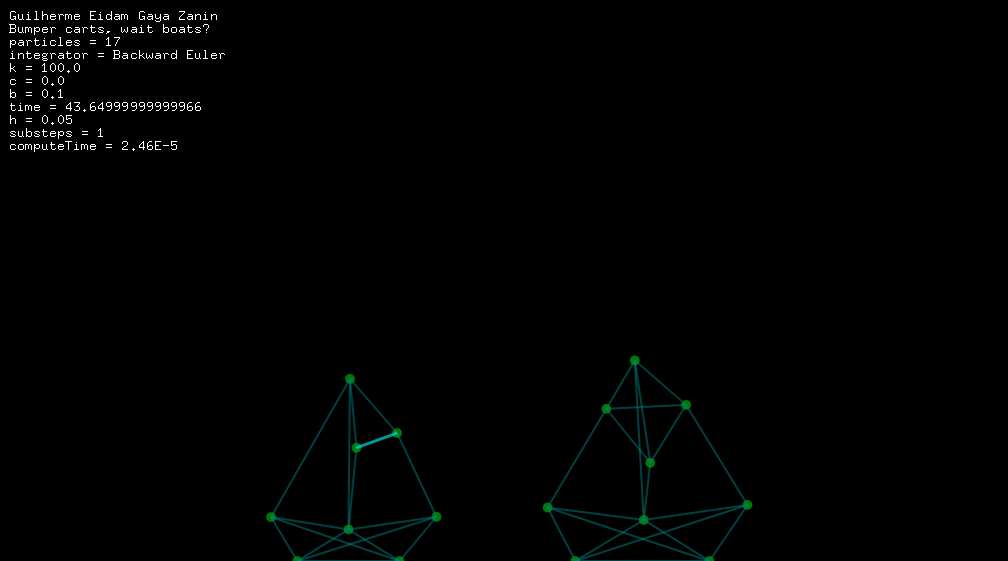 Guilherme Eidam Gaya Zanin
Bumper carts, wait boats?
particles = 17
integrator = Backward Euler
k = 100.0
c = 0.0
b = 0.1
time = 43.64999999999966
h = 0.05
substeps = 1
computeTime = 2.46E-5